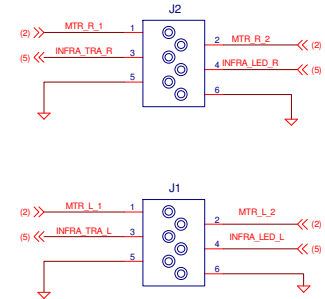 J2
(2) MTR_R_1 1
2 MTR_R_2 (2)
(5) INFRA_TRA_R 3
4 INFRA_LED_R (5)
5
6
J1
(2) MTR_L_1 1
2 MTR_L_2 (2)
(5) INFRA_TRA_L 3
4 INFRA_LED_L (5)
5
6